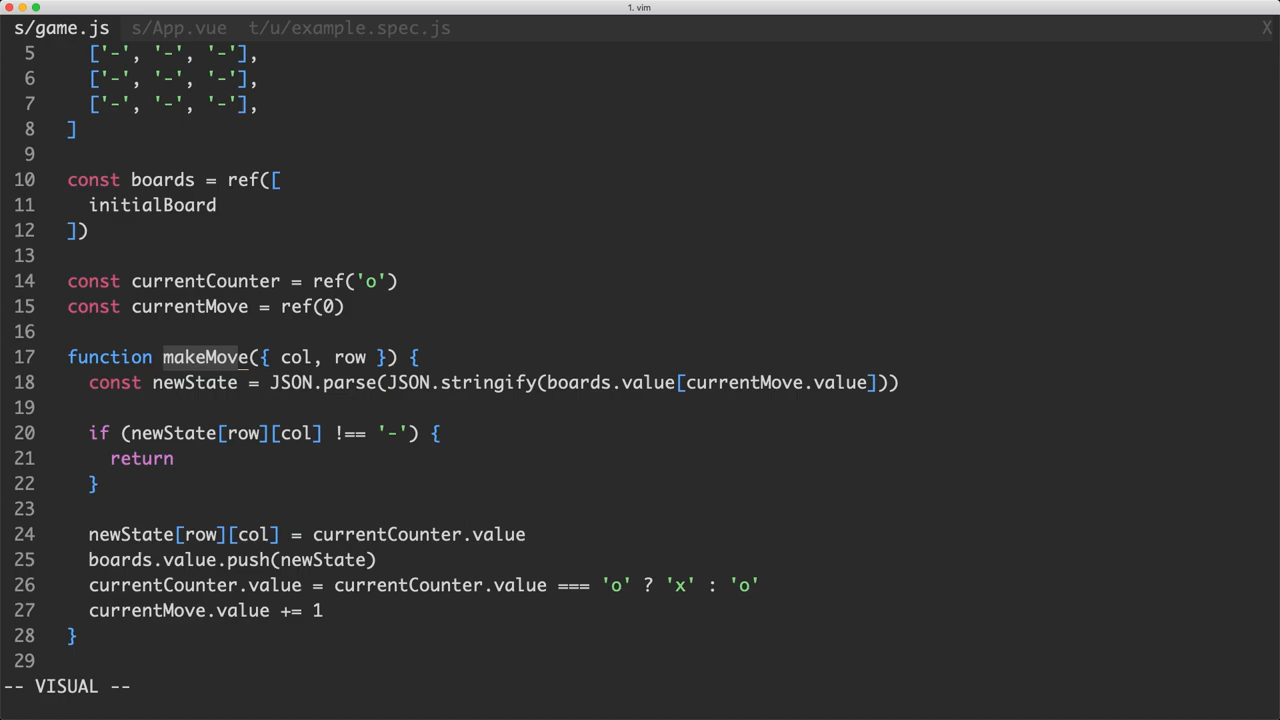 1. vim
s/game.js s/App.vue t/u/example.spec.js X
5 ['-', '-', '-'],
6 ['-', '-', '-'],
7 ['-', '-', '-'],
8 ]
9
10 const boards = ref([
11 initialBoard
12 ])
13
14 const currentCounter = ref('o')
15 const currentMove = ref(0)
16
17 function makeMove({ col, row }) {
18 const newState = JSON.parse(JSON.stringify(boards.value[currentMove.value]))
19
20 if (newState[row][col] !== '-') {
21 return
22 }
23
24 newState[row][col] = currentCounter.value
25 boards.value.push(newState)
26 currentCounter.value = currentCounter.value === 'o' ? 'x' : 'o'
27 currentMove.value += 1
28 }
29
-- VISUAL --